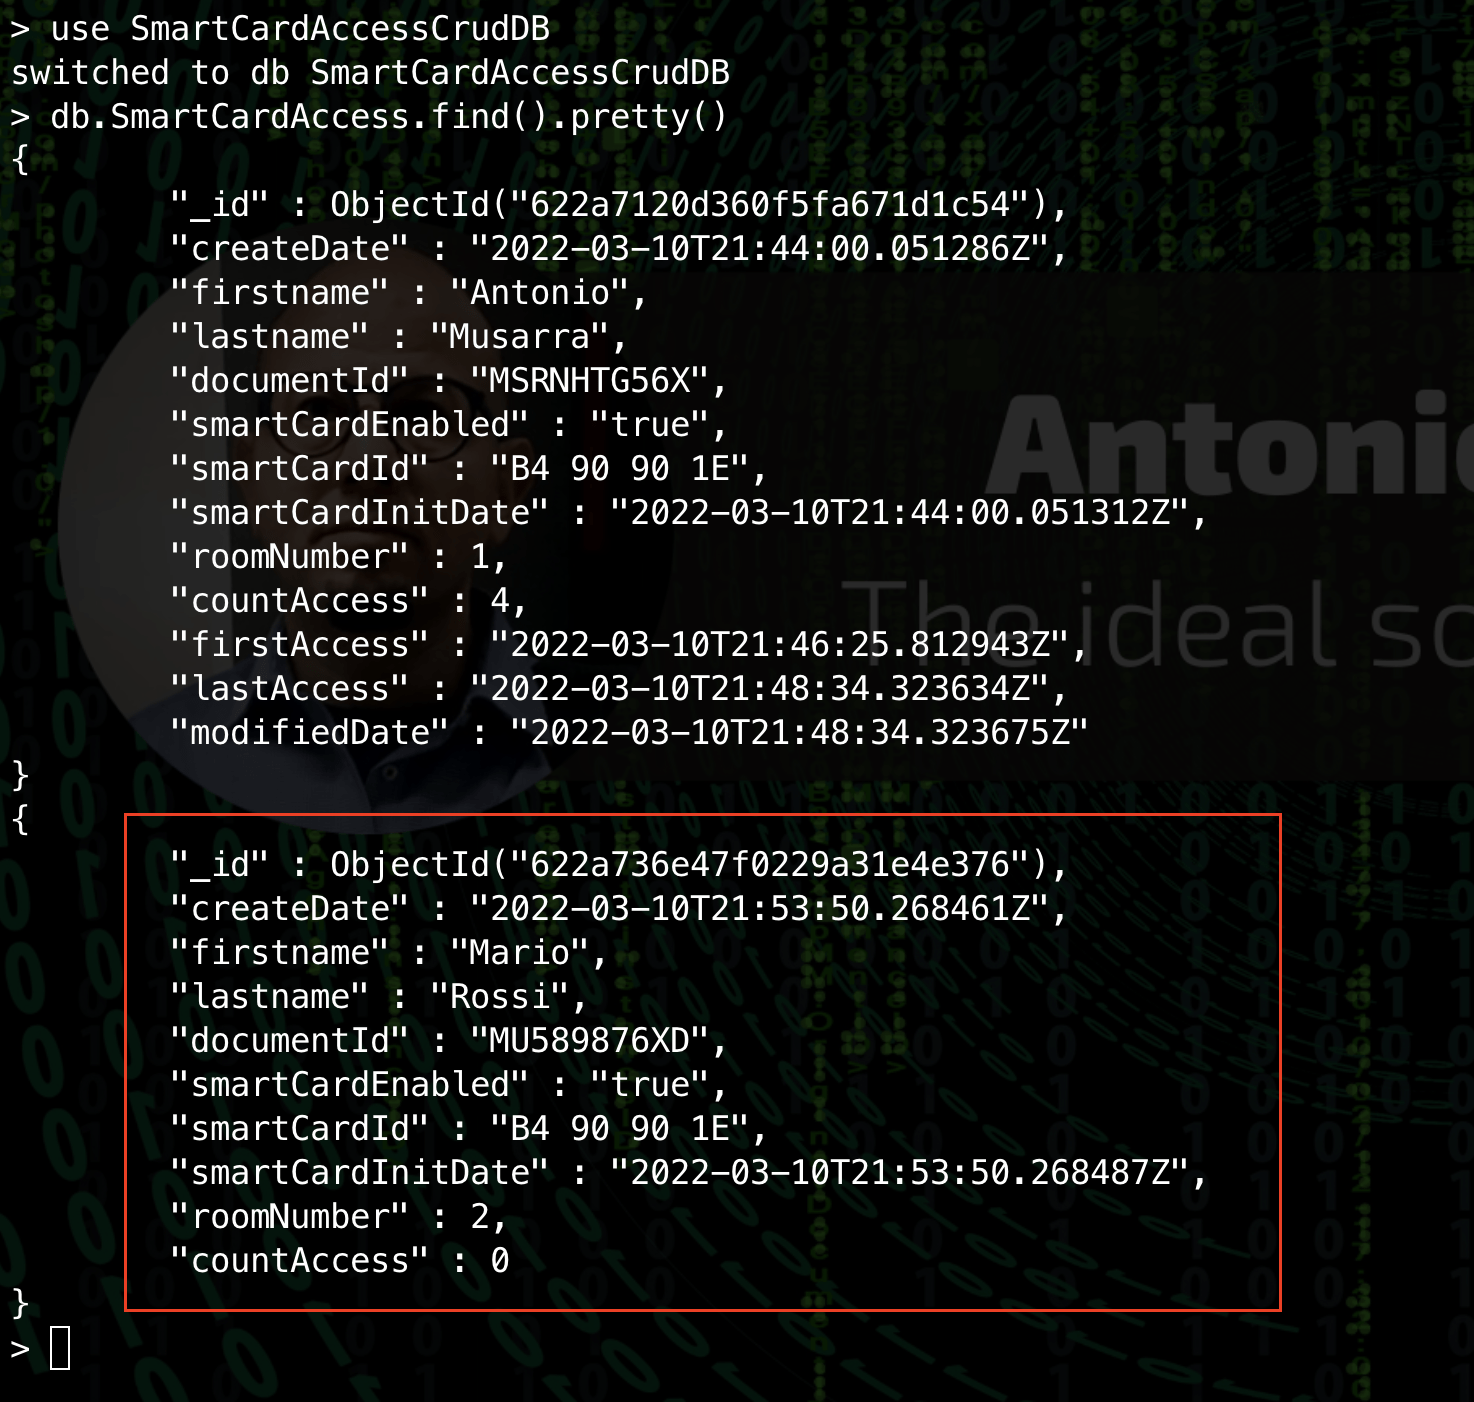 > use SmartCardAccessCrudDB
switched to db SmartCardAccessCrudDB
> db.SmartCardAccess.find().pretty()
{
"_id" : ObjectId("622a7120d360f5fa671d1c54"),
"createDate" : "2022-03-10T21:44:00.051286Z",
"firstname" : "Antonio",
"lastname" : "Musarra",
"documentId" : "MSRNHTG56X",
"smartCardEnabled" : "true",
"smartCardId" : "B4 90 90 1E",
"smartCardInitDate" : "2022-03-10T21:44:00.051312Z",
"roomNumber" : 1,
"countAccess" : 4,
"firstAccess" : "2022-03-10T21:46:25.812943Z",
"lastAccess" : "2022-03-10T21:48:34.323634Z",
"modifiedDate" : "2022-03-10T21:48:34.323675Z"
}
{
"_id" : ObjectId("622a736e47f0229a31e4e376"),
"createDate" : "2022-03-10T21:53:50.268461Z",
"firstname" : "Mario",
"lastname" : "Rossi",
"documentId" : "MU589876XD",
"smartCardEnabled" : "true",
"smartCardId" : "B4 90 90 1E",
"smartCardInitDate" : "2022-03-10T21:53:50.268487Z",
"roomNumber" : 2,
"countAccess" : 0
}
>
Antonio
The ideal so